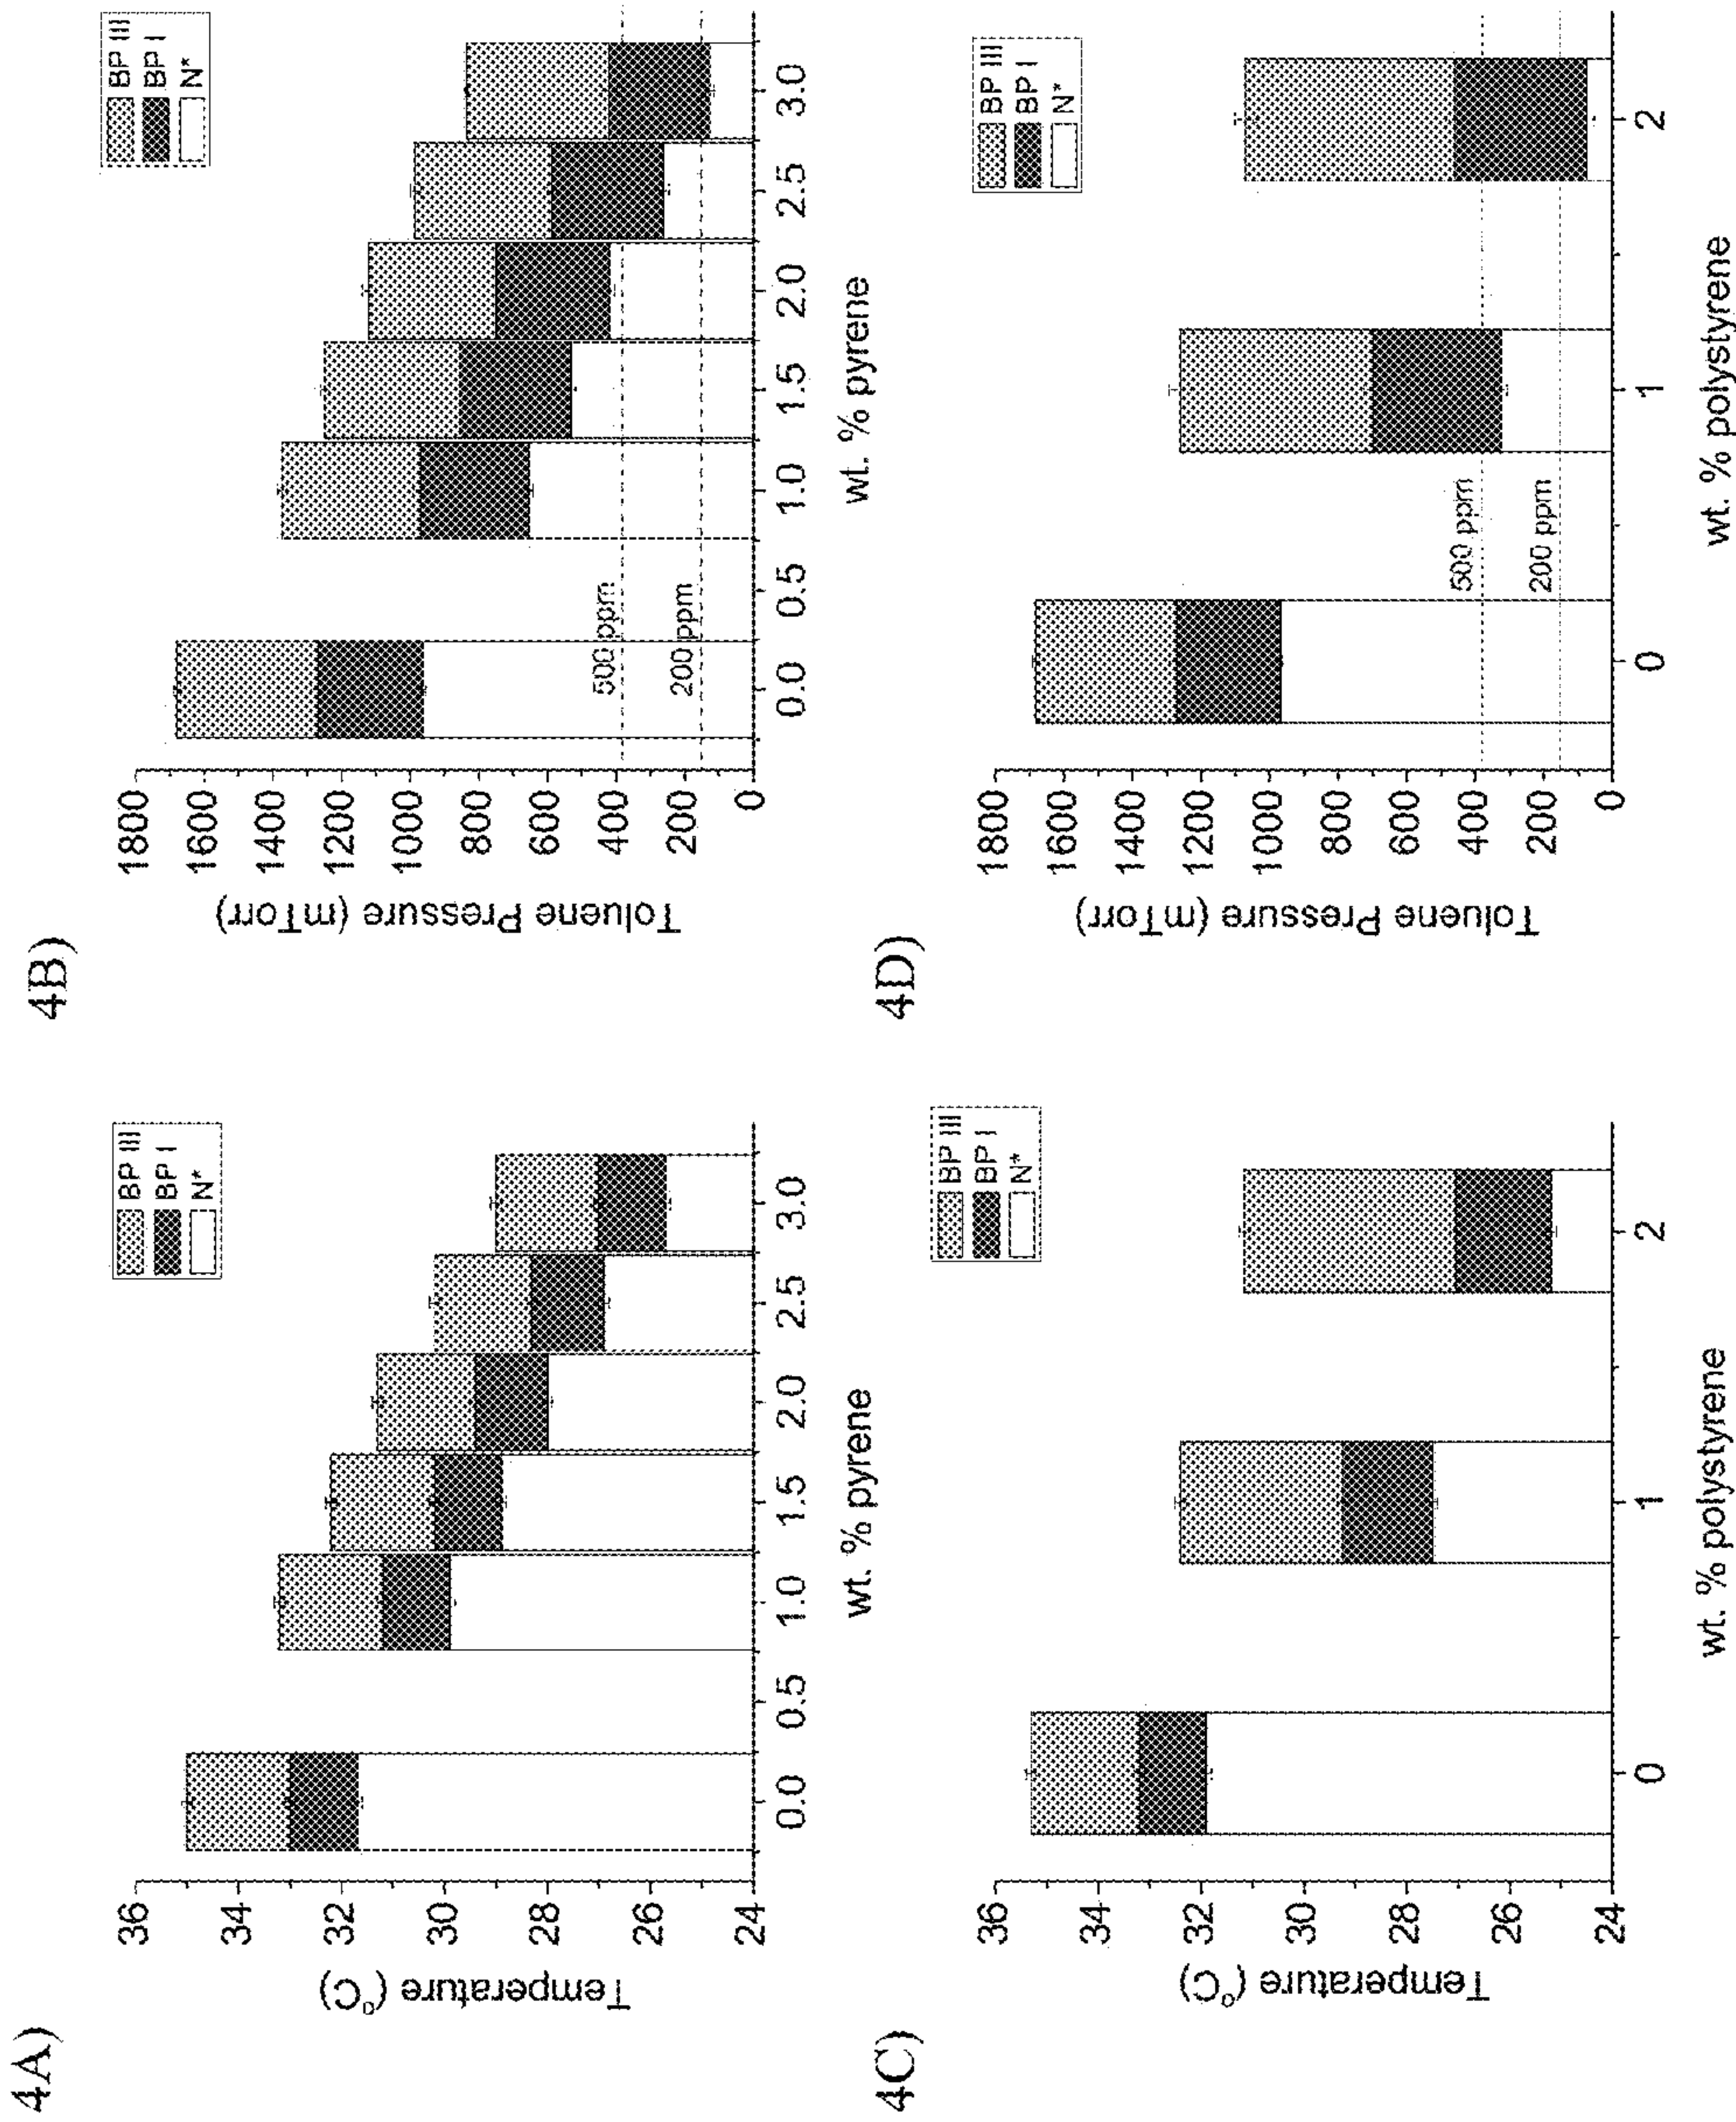 4A)
Temperature (°C)
36
34
32
30
28
26
24
0.0 0.5 1.0 1.5 2.0 2.5 3.0
wt. % pyrene
BP III
BP I
N*
4B)
Toluene Pressure (mTorr)
1800
1600
1400
1200
1000
800
600
400
200
0
500 ppm
200 ppm
0.0 0.5 1.0 1.5 2.0 2.5 3.0
wt. % pyrene
BP III
BP I
N*
4C)
Temperature (°C)
36
34
32
30
28
26
24
0 1 2
wt. % polystyrene
BP III
BP I
N*
4D)
Toluene Pressure (mTorr)
1800
1600
1400
1200
1000
800
600
400
200
0
500 ppm
200 ppm
0 1 2
wt. % polystyrene
BP III
BP I
N*